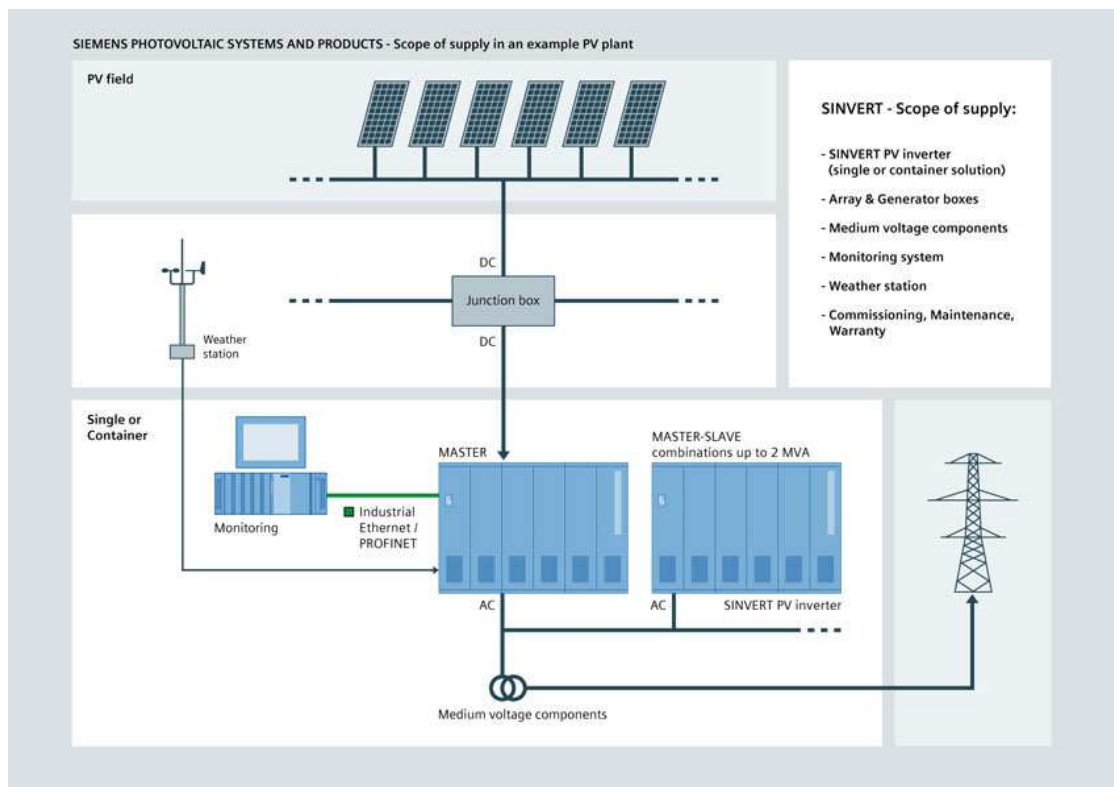 SIEMENS PHOTOVOLTAIC SYSTEMS AND PRODUCTS - Scope of supply in an example PV plant
PV field
SINVERT - Scope of supply:
- SINVERT PV inverter
(single or container solution)
- Array & Generator boxes
- Medium voltage components
- Monitoring system
- Weather station
- Commissioning, Maintenance,
Warranty
DC
Junction box
DC
Weather
station
Single or
Container
MASTER
MASTER-SLAVE
combinations up to 2 MVA
Monitoring
Industrial
Ethernet /
PROFINET
AC
AC
SINVERT PV inverter
Medium voltage components